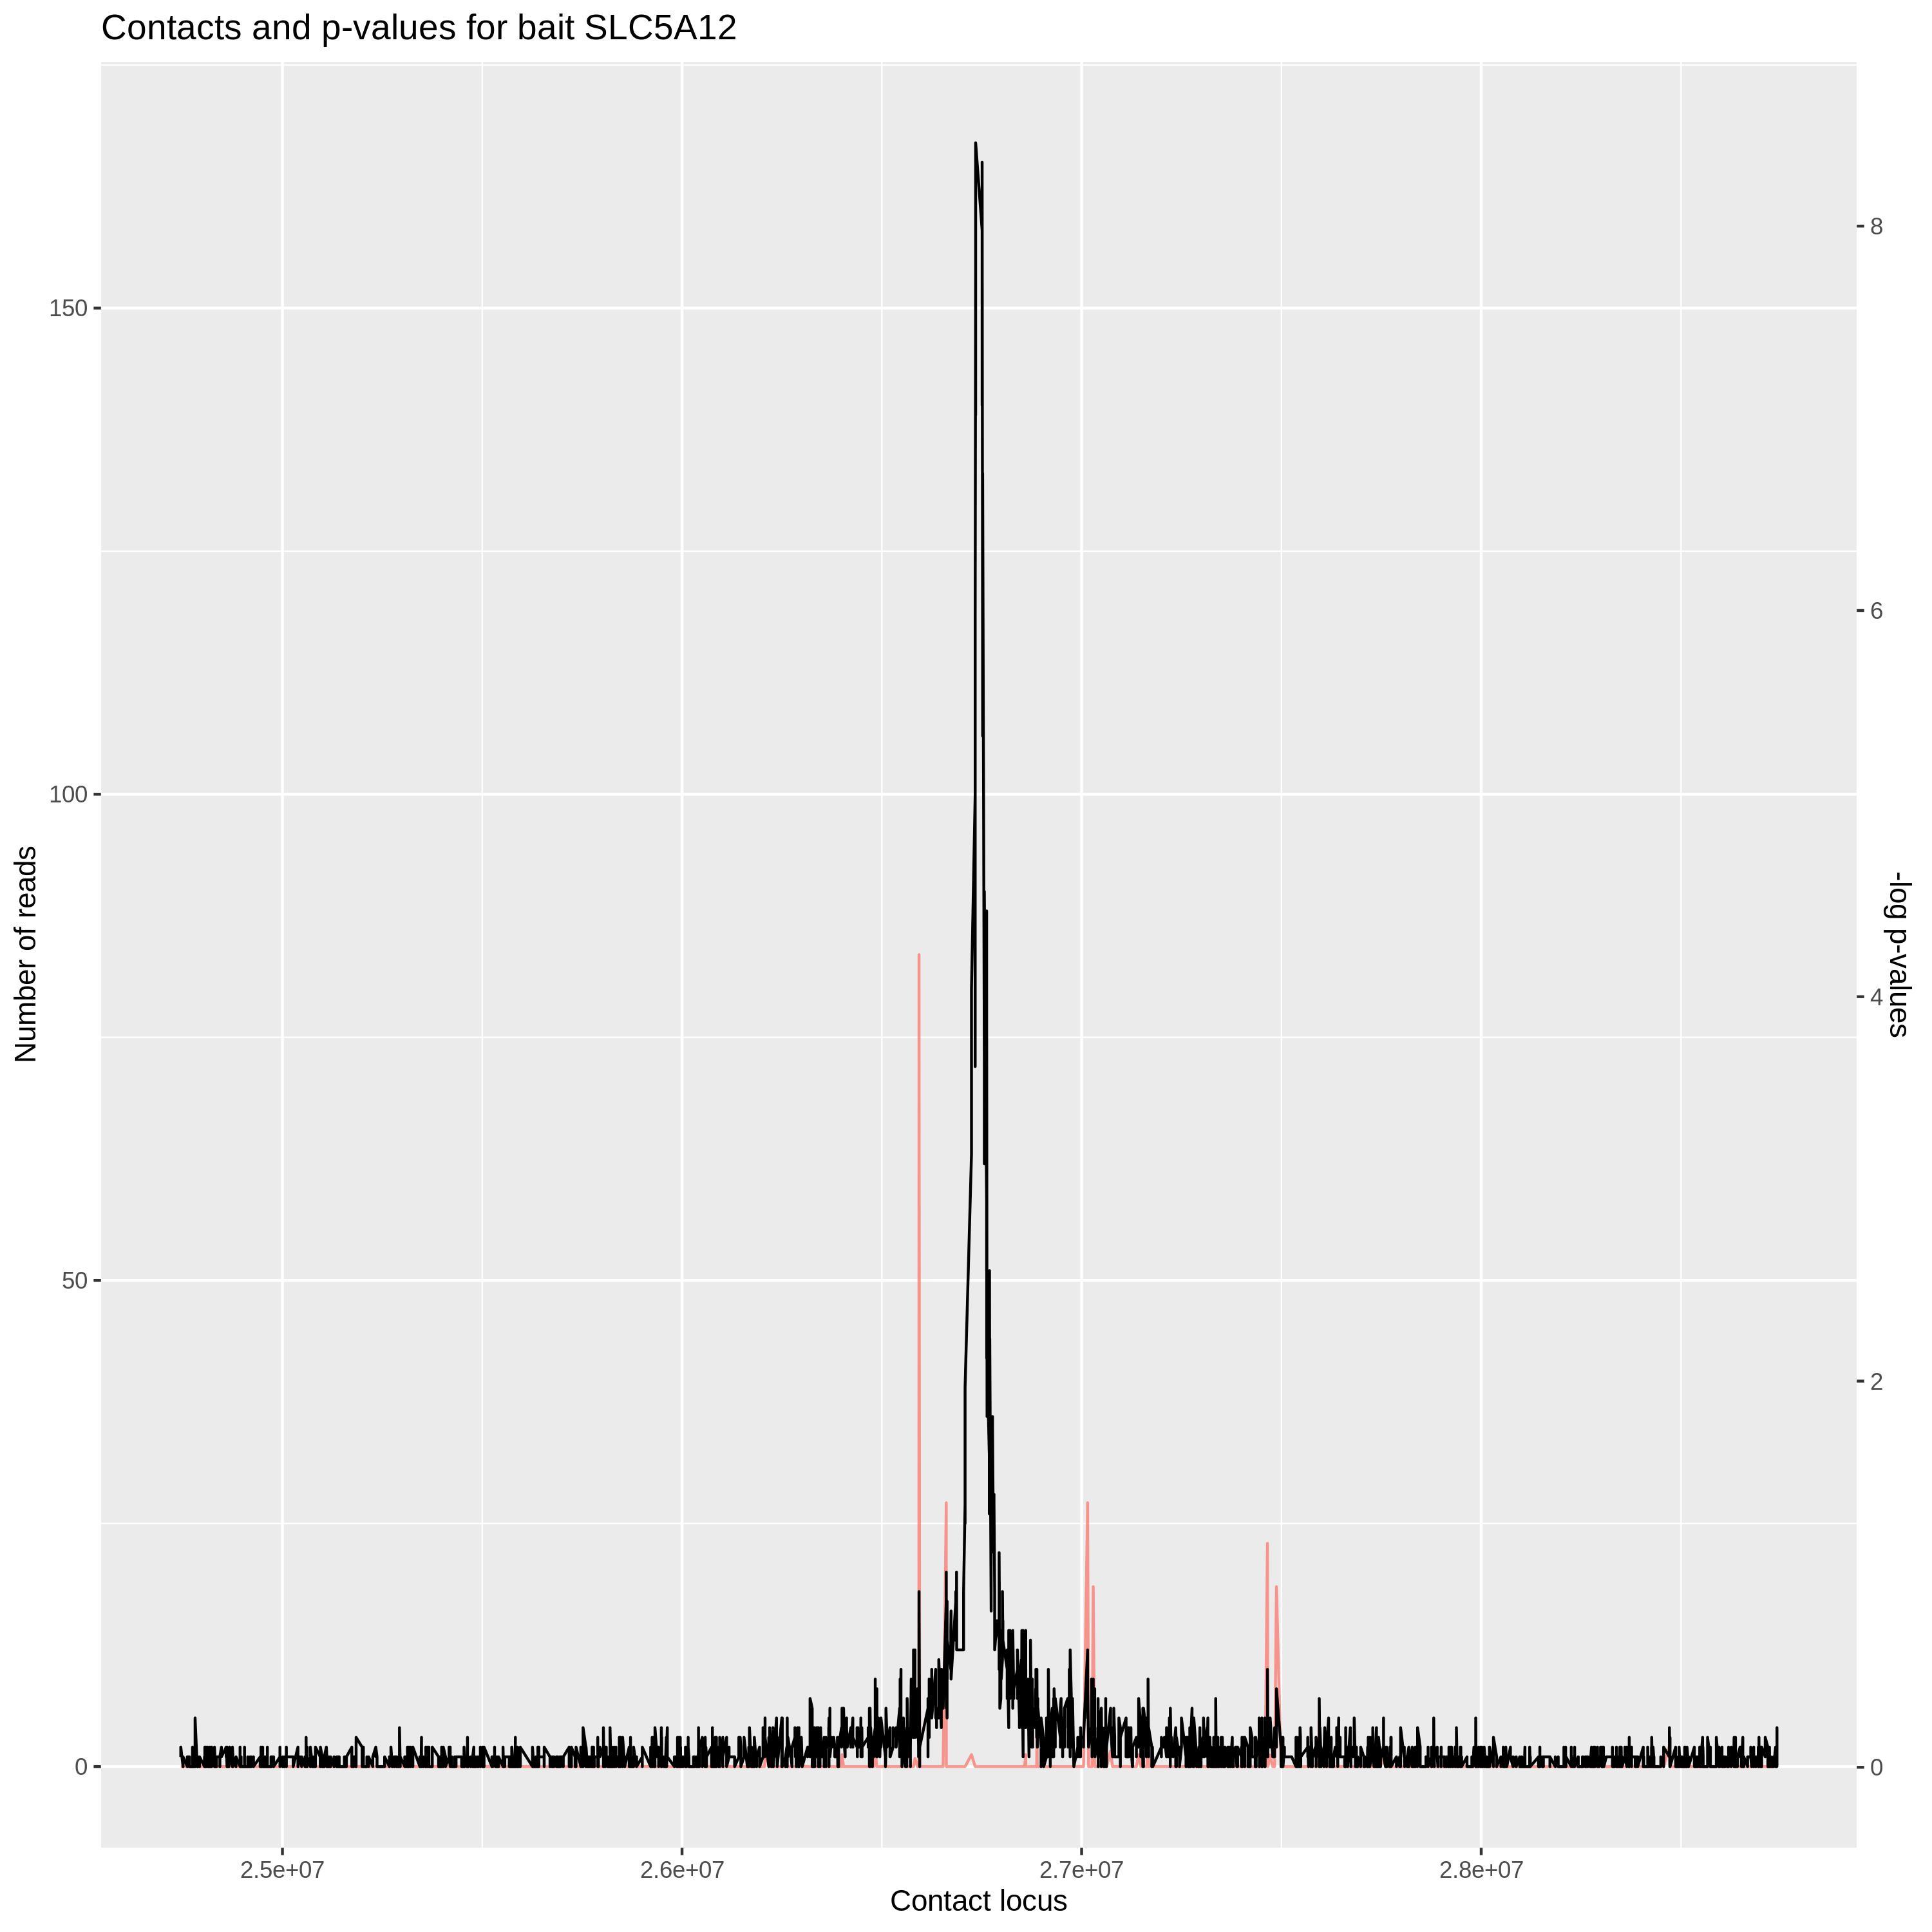 Contacts and p-values for bait SLC5A12
150
100
50
0
Number of reads
8
6
4
2
0
-log p-values
2.5e+07
2.6e+07
2.7e+07
2.8e+07
Contact locus